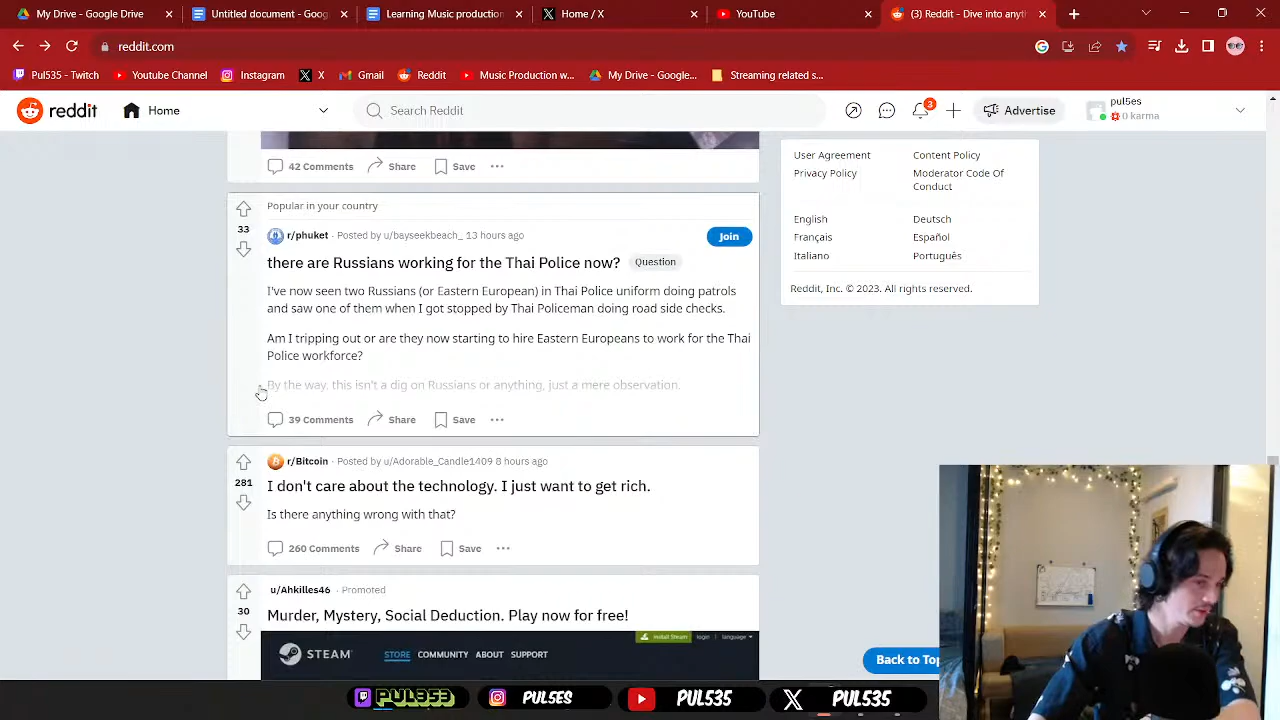 My Drive - Google Drive
Untitled document - Goog
Learning Music production
Home / X
YouTube
(3) Reddit - Dive into anyt
reddit.com
Pul535 - Twitch
Youtube Channel
Instagram
X
Gmail
Reddit
Music Production w...
My Drive - Google...
Streaming related s...
reddit
Home
Search Reddit
3
Advertise
pul5es
0 karma
42 Comments
Share
Save
User Agreement
Content Policy
Privacy Policy
Moderator Code Of
Conduct
English
Deutsch
Français
Español
Italiano
Português
Reddit, Inc. © 2023. All rights reserved.
Popular in your country
33
r/phuket · Posted by u/bayseekbeach_ 13 hours ago
Join
there are Russians working for the Thai Police now?
Question
I've now seen two Russians (or Eastern European) in Thai Police uniform doing patrols
and saw one of them when I got stopped by Thai Policeman doing road side checks.
Am I tripping out or are they now starting to hire Eastern Europeans to work for the Thai
Police workforce?
By the way, this isn't a dig on Russians or anything, just a mere observation.
39 Comments
Share
Save
281
r/Bitcoin · Posted by u/Adorable_Candle1409 8 hours ago
I don't care about the technology. I just want to get rich.
Is there anything wrong with that?
260 Comments
Share
Save
30
u/Ahkilles46 · Promoted
Murder, Mystery, Social Deduction. Play now for free!
STEAM
STORE
COMMUNITY
ABOUT
SUPPORT
Install Steam
login
language
Back to Top
PUL353
PUL5ES
PUL535
PUL535